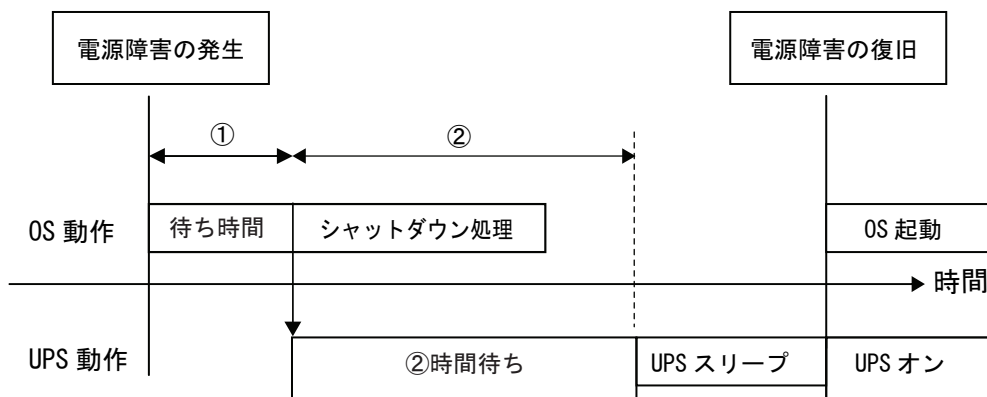 電源障害の発生
電源障害の復旧
①
②
OS 動作
待ち時間
シャットダウン処理
OS 起動
時間
UPS 動作
②時間待ち
UPS スリープ
UPS オン